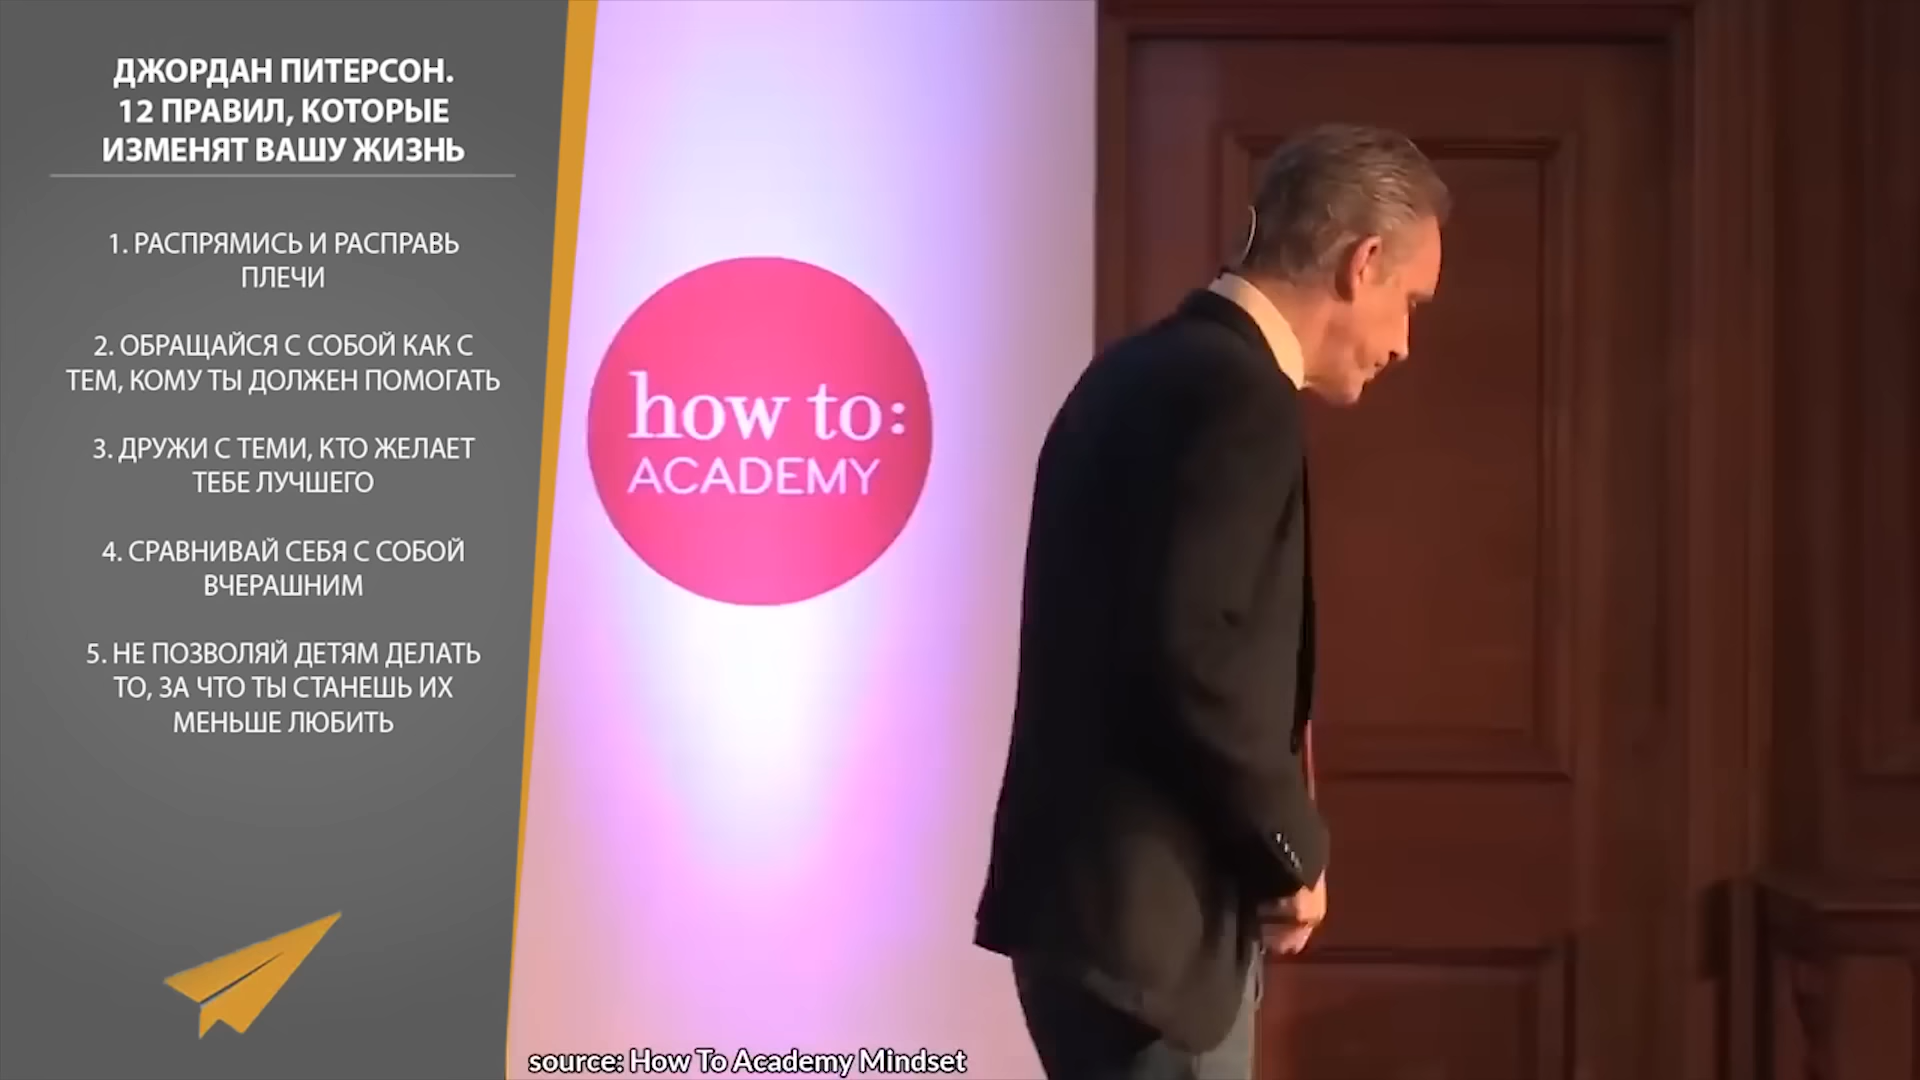 ДЖОРДАН ПИТЕРСОН.
12 ПРАВИЛ, КОТОРЫЕ
ИЗМЕНЯТ ВАШУ ЖИЗНЬ
1. РАСПРЯМИСЬ И РАСПРАВЬ
ПЛЕЧИ
2. ОБРАЩАЙСЯ С СОБОЙ КАК С
ТЕМ, КОМУ ТЫ ДОЛЖЕН ПОМОГАТЬ
3. ДРУЖИ С ТЕМИ, КТО ЖЕЛАЕТ
ТЕБЕ ЛУЧШЕГО
4. СРАВНИВАЙ СЕБЯ С СОБОЙ
ВЧЕРАШНИМ
5. НЕ ПОЗВОЛЯЙ ДЕТЯМ ДЕЛАТЬ
ТО, ЗА ЧТО ТЫ СТАНЕШЬ ИХ
МЕНЬШЕ ЛЮБИТЬ
how to:
ACADEMY
source: How To Academy Mindset